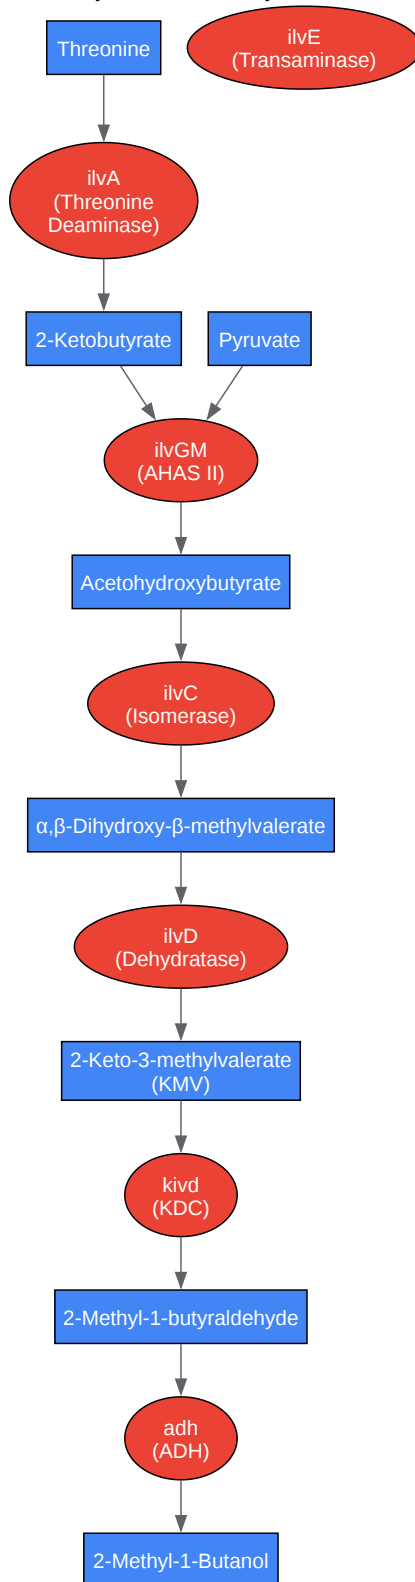 Threonine
ilvE
(Transaminase)
ilvA
(Threonine
Deaminase)
2-Ketobutyrate
Pyruvate
ilvGM
(AHAS II)
Acetohydroxybutyrate
ilvC
(Isomerase)
α,β-Dihydroxy-β-methylvalerate
ilvD
(Dehydratase)
2-Keto-3-methylvalerate
(KMV)
kivd
(KDC)
2-Methyl-1-butyraldehyde
adh
(ADH)
2-Methyl-1-Butanol